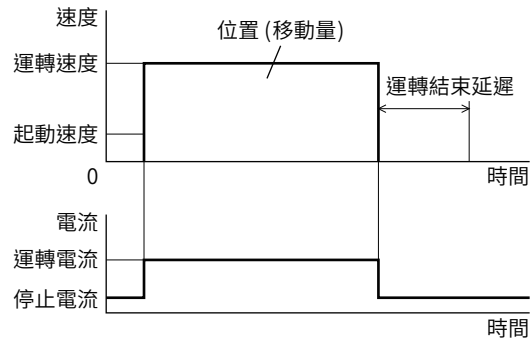 速度
位置 (移動量)
運轉速度
運轉結束延遲
起動速度
0
時間
電流
運轉電流
停止電流
時間